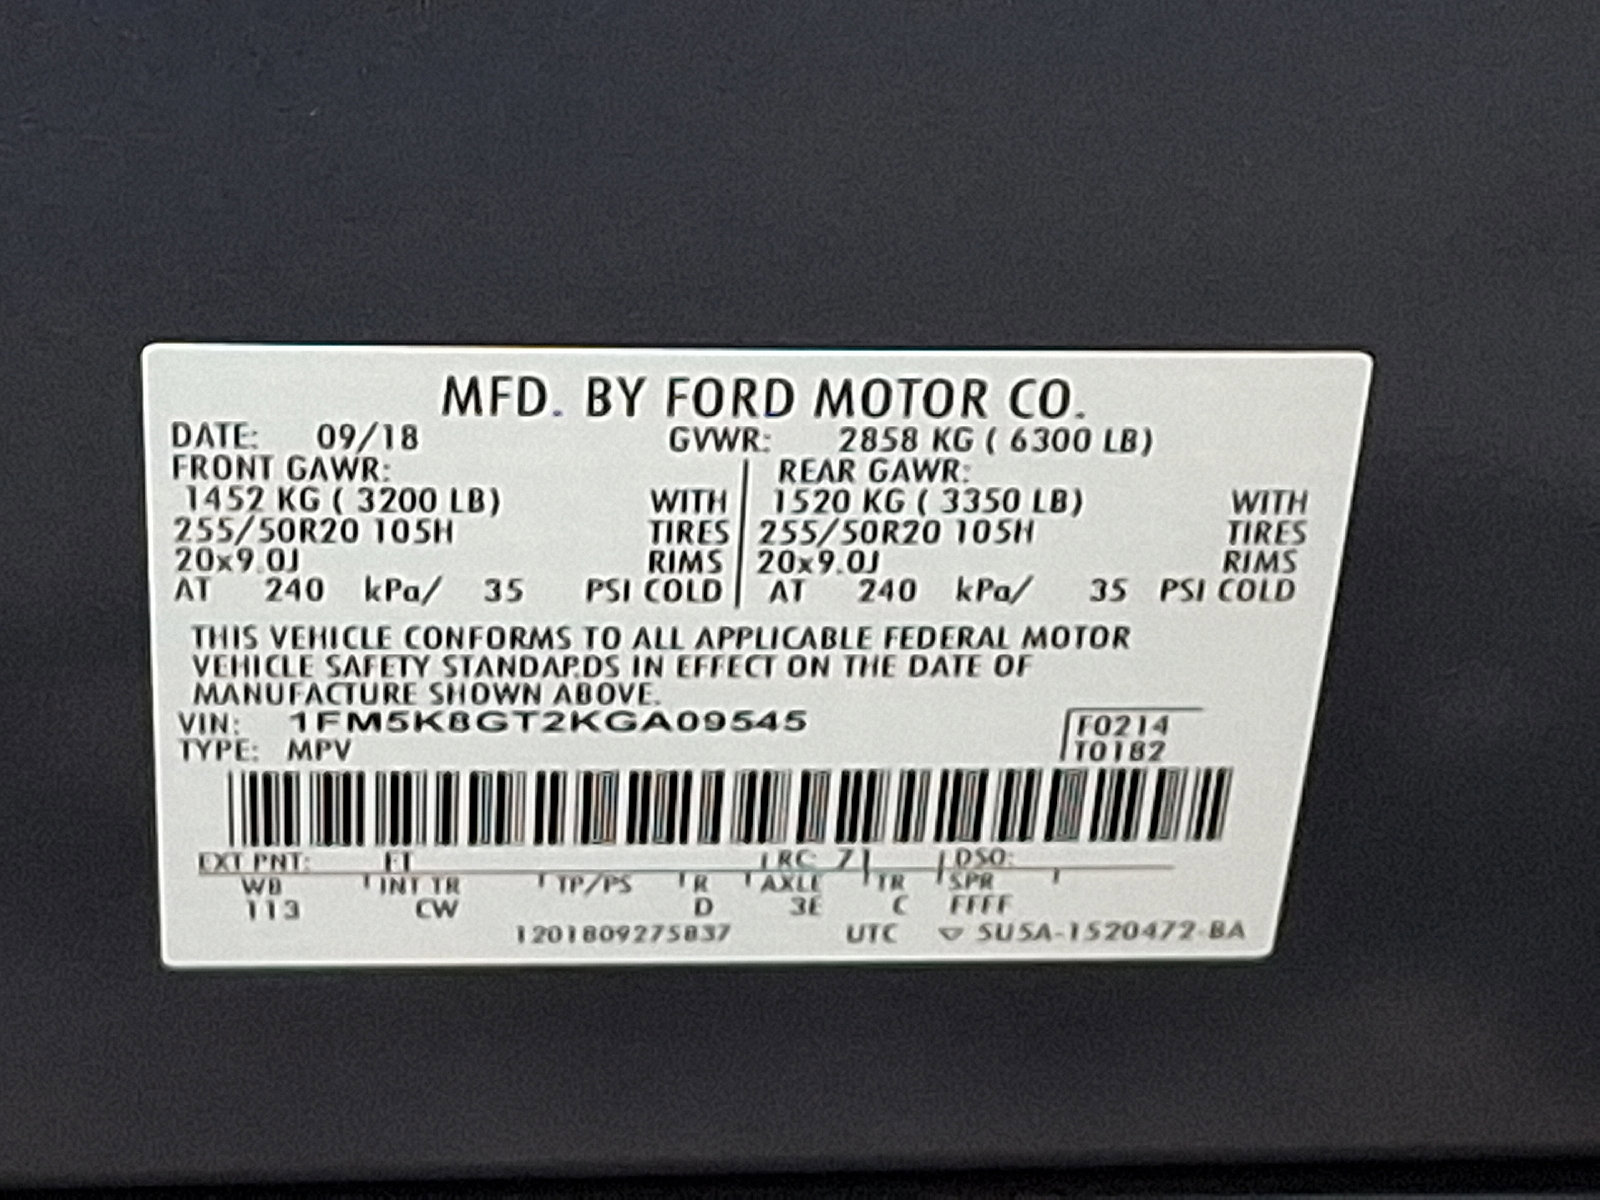 MFD. BY FORD MOTOR CO.
DATE: 09/18 GVWR: 2858 KG ( 6300 LB)
FRONT GAWR: REAR GAWR:
1452 KG ( 3200 LB) WITH 1520 KG ( 3350 LB) WITH
255/50R20 105H TIRES 255/50R20 105H TIRES
20x9.0J RIMS 20x9.0J RIMS
AT 240 kPa/ 35 PSI COLD AT 240 kPa/ 35 PSI COLD
THIS VEHICLE CONFORMS TO ALL APPLICABLE FEDERAL MOTOR
VEHICLE SAFETY STANDARDS IN EFFECT ON THE DATE OF
MANUFACTURE SHOWN ABOVE.
VIN: 1FM5K8GT2KGA09545 F0214
TYPE: MPV T0182
EXT PNT: FT RC: 71 DSO:
WB INT TR TP/PS R AXLE TR SPR
113 CW D 3E C FFFF
1201809275837 UTC ▽ 5U5A-1520472-BA